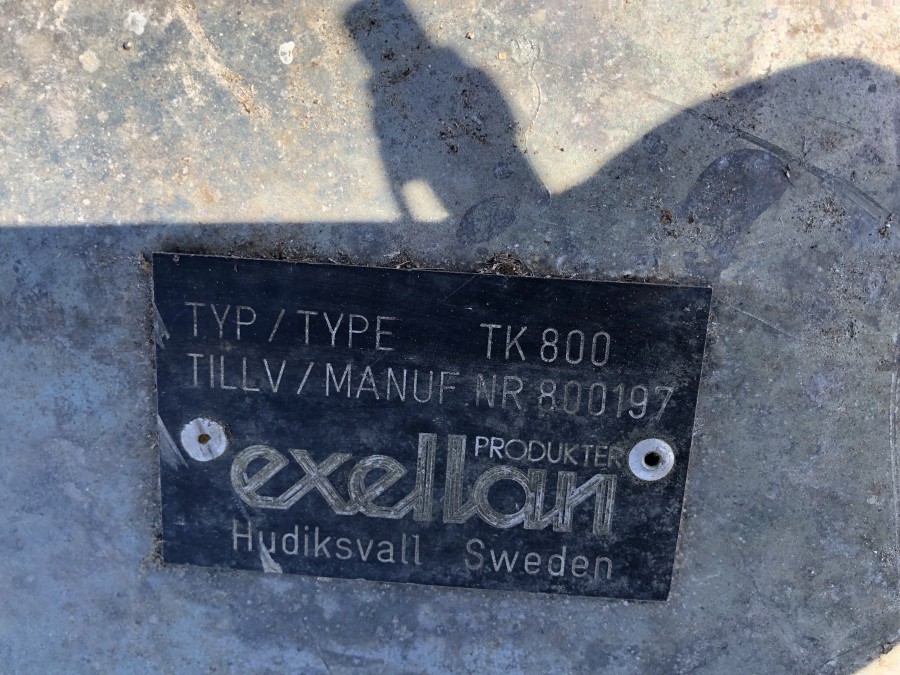 TYP / TYPE TK 800
TILLV / MANUF NR 800197
PRODUKTER
exellan
Hudiksvall Sweden